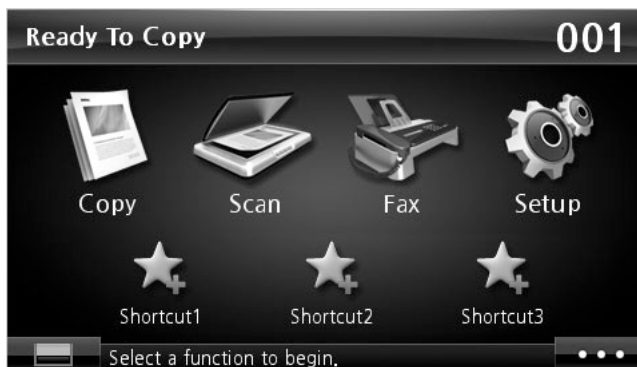 Ready To Copy 001
Copy Scan Fax Setup
Shortcut1 Shortcut2 Shortcut3
Select a function to begin.